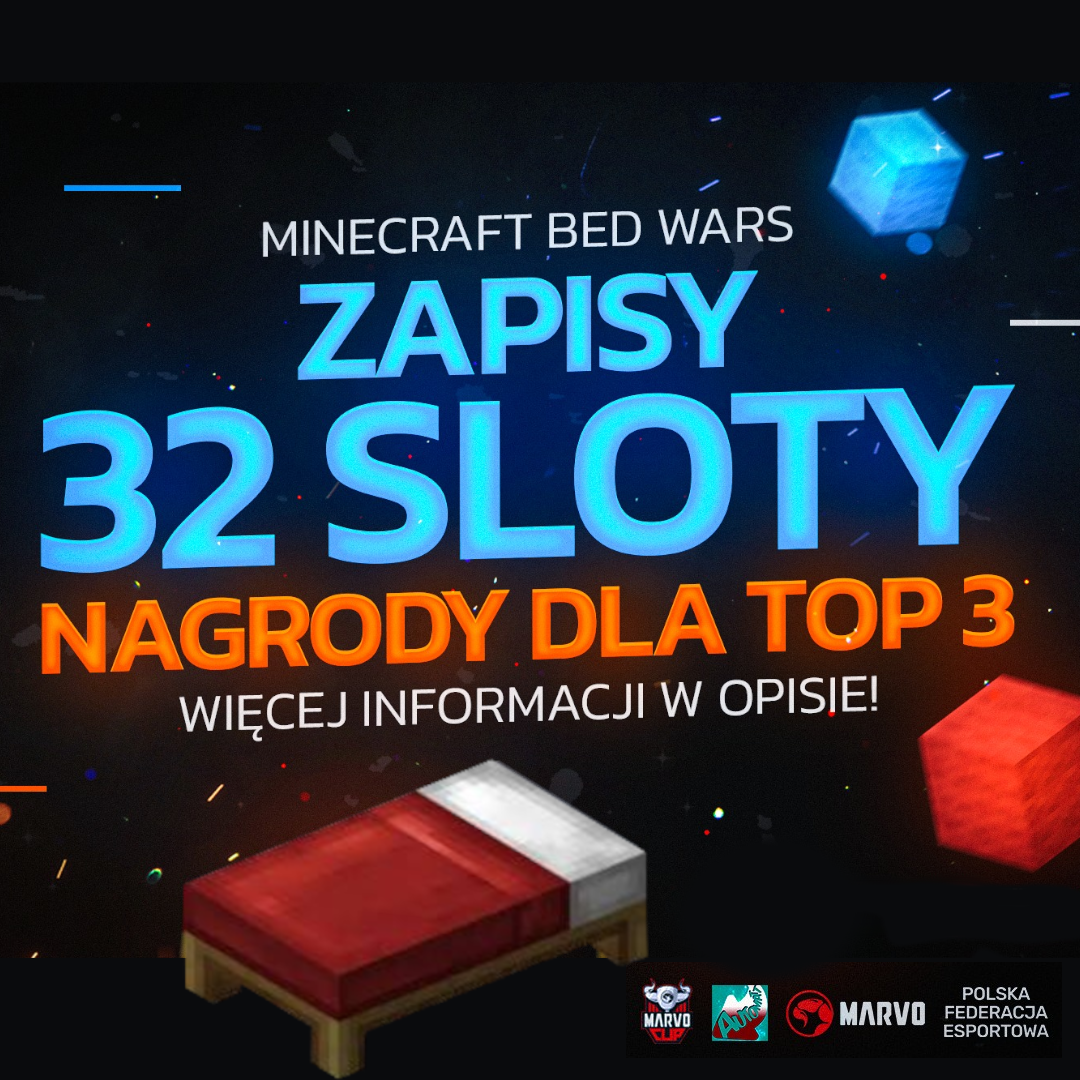 MINECRAFT BED WARS
ZAPISY
32 SLOTY
NAGRODY DLA TOP 3
WIĘCEJ INFORMACJI W OPISIE!
MARVO
CUP
MARVO
POLSKA
FEDERACJA
ESPORTOWA